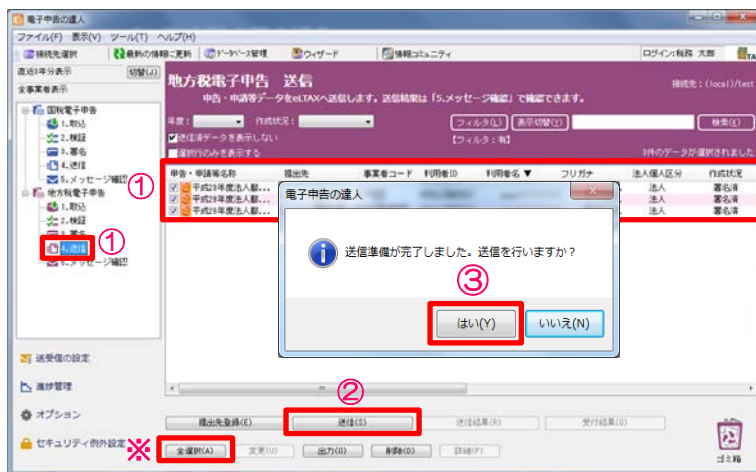 電子申告の達人
ファイル(F) 表示(V) ツール(T) ヘルプ(H)
接続先選択 最新の情報に更新 データベース管理 ウィザード 情報コミュニティ ログイン:税務 太郎
直近3年分表示 切替(J)
全事業者表示
国税電子申告
1.取込
2.検証
3.署名
4.送信
5.メッセージ確認
地方税電子申告
1.取込
2.検証
3.署名
4.送信
5.メッセージ確認
①
①
送受信の設定
進捗管理
オプション
セキュリティ例外設定
地方税電子申告 送信
接続先:(local)/test
申告・申請等データをeLTAXへ送信します。送信結果は「5.メッセージ確認」で確認できます。
年度: 作成状況: フィルタ(L) 表示切替(Y) 検索(K)
送信済データを表示しない 【フィルタ:有】
選択行のみを表示する 3件のデータが選択されました
申告・申請等名称 提出先 事業者コード 利用者ID 利用者名 ▼ フリガナ 法人個人区分 作成状況
平成28年度法人都... 法人 署名済
平成28年度法人都... 法人 署名済
平成28年度法人都... 法人 署名済
電子申告の達人
送信準備が完了しました。送信を行いますか?
③
はい(Y) いいえ(N)
②
提出先登録(E) 送信(S) 送信結果(R) 受付結果(O)
※ 全選択(A) 変更(U) 出力(O) 削除(D) 詳細(P)
ゴミ箱